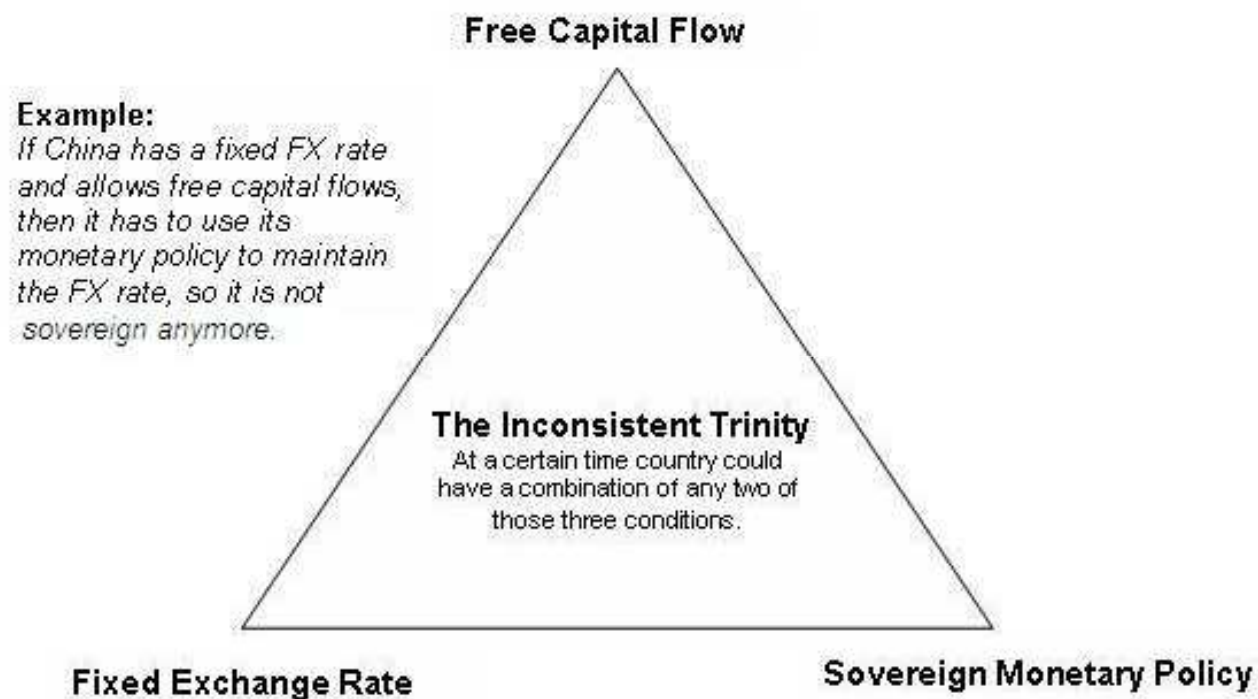 Free Capital Flow
Example:
If China has a fixed FX rate
and allows free capital flows,
then it has to use its
monetary policy to maintain
the FX rate, so it is not
sovereign anymore.
The Inconsistent Trinity
At a certain time country could
have a combination of any two of
those three conditions.
Fixed Exchange Rate
Sovereign Monetary Policy